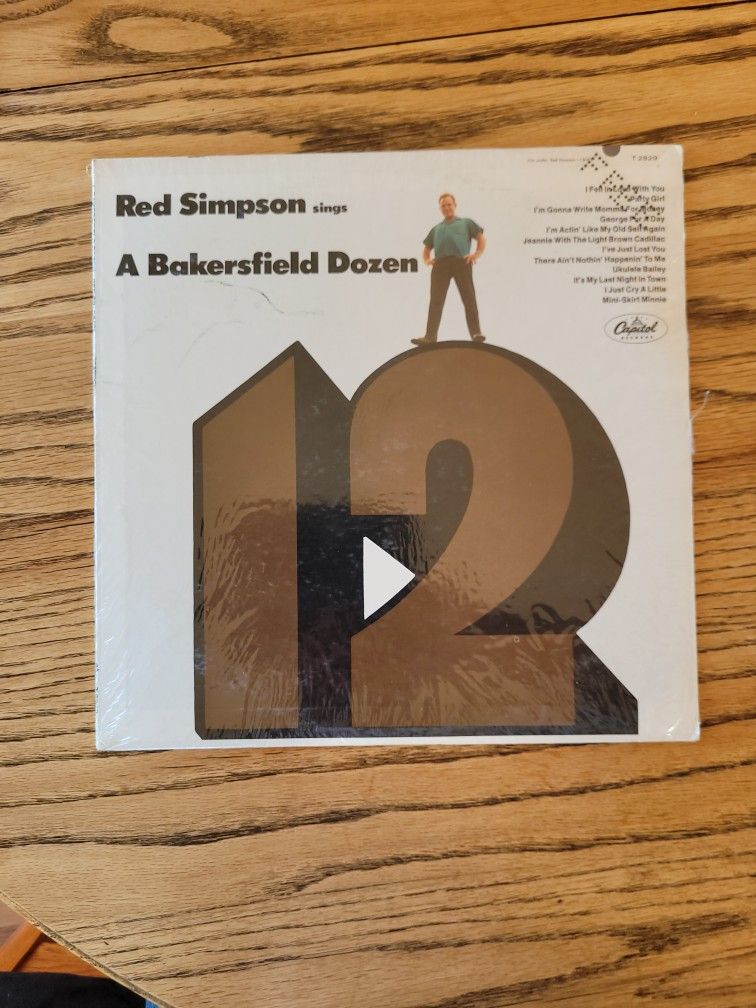 T 2829
Red Simpson sings
A Bakersfield Dozen
I Fell In Love With You
Party Girl
I'm Gonna Write Momma For Money
George For A Day
I'm Actin' Like My Old Self Again
Jeannie With The Light Brown Cadillac
I've Just Lost You
There Ain't Nothin' Happenin' To Me
Ukulele Bailey
It's My Last Night In Town
I Just Cry A Little
Mini-Skirt Minnie
Capitol
RECORDS
12